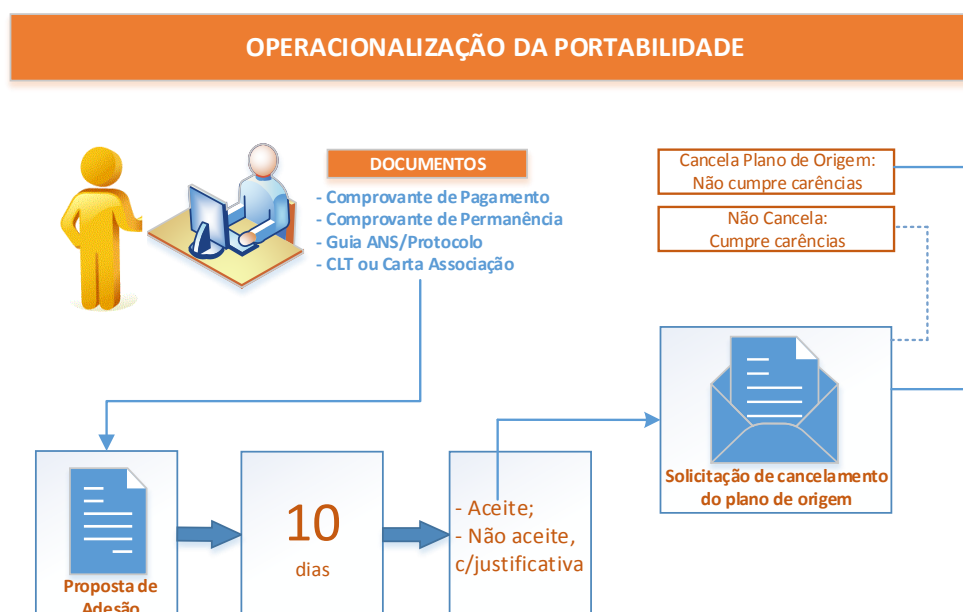 OPERACIONALIZAÇÃO DA PORTABILIDADE
DOCUMENTOS
- Comprovante de Pagamento
- Comprovante de Permanência
- Guia ANS/Protocolo
- CLT ou Carta Associação
Cancela Plano de Origem:
Não cumpre carências
Não Cancela:
Cumpre carências
Solicitação de cancelamento
do plano de origem
Proposta de
Adesão
10
dias
- Aceite;
- Não aceite,
c/justificativa